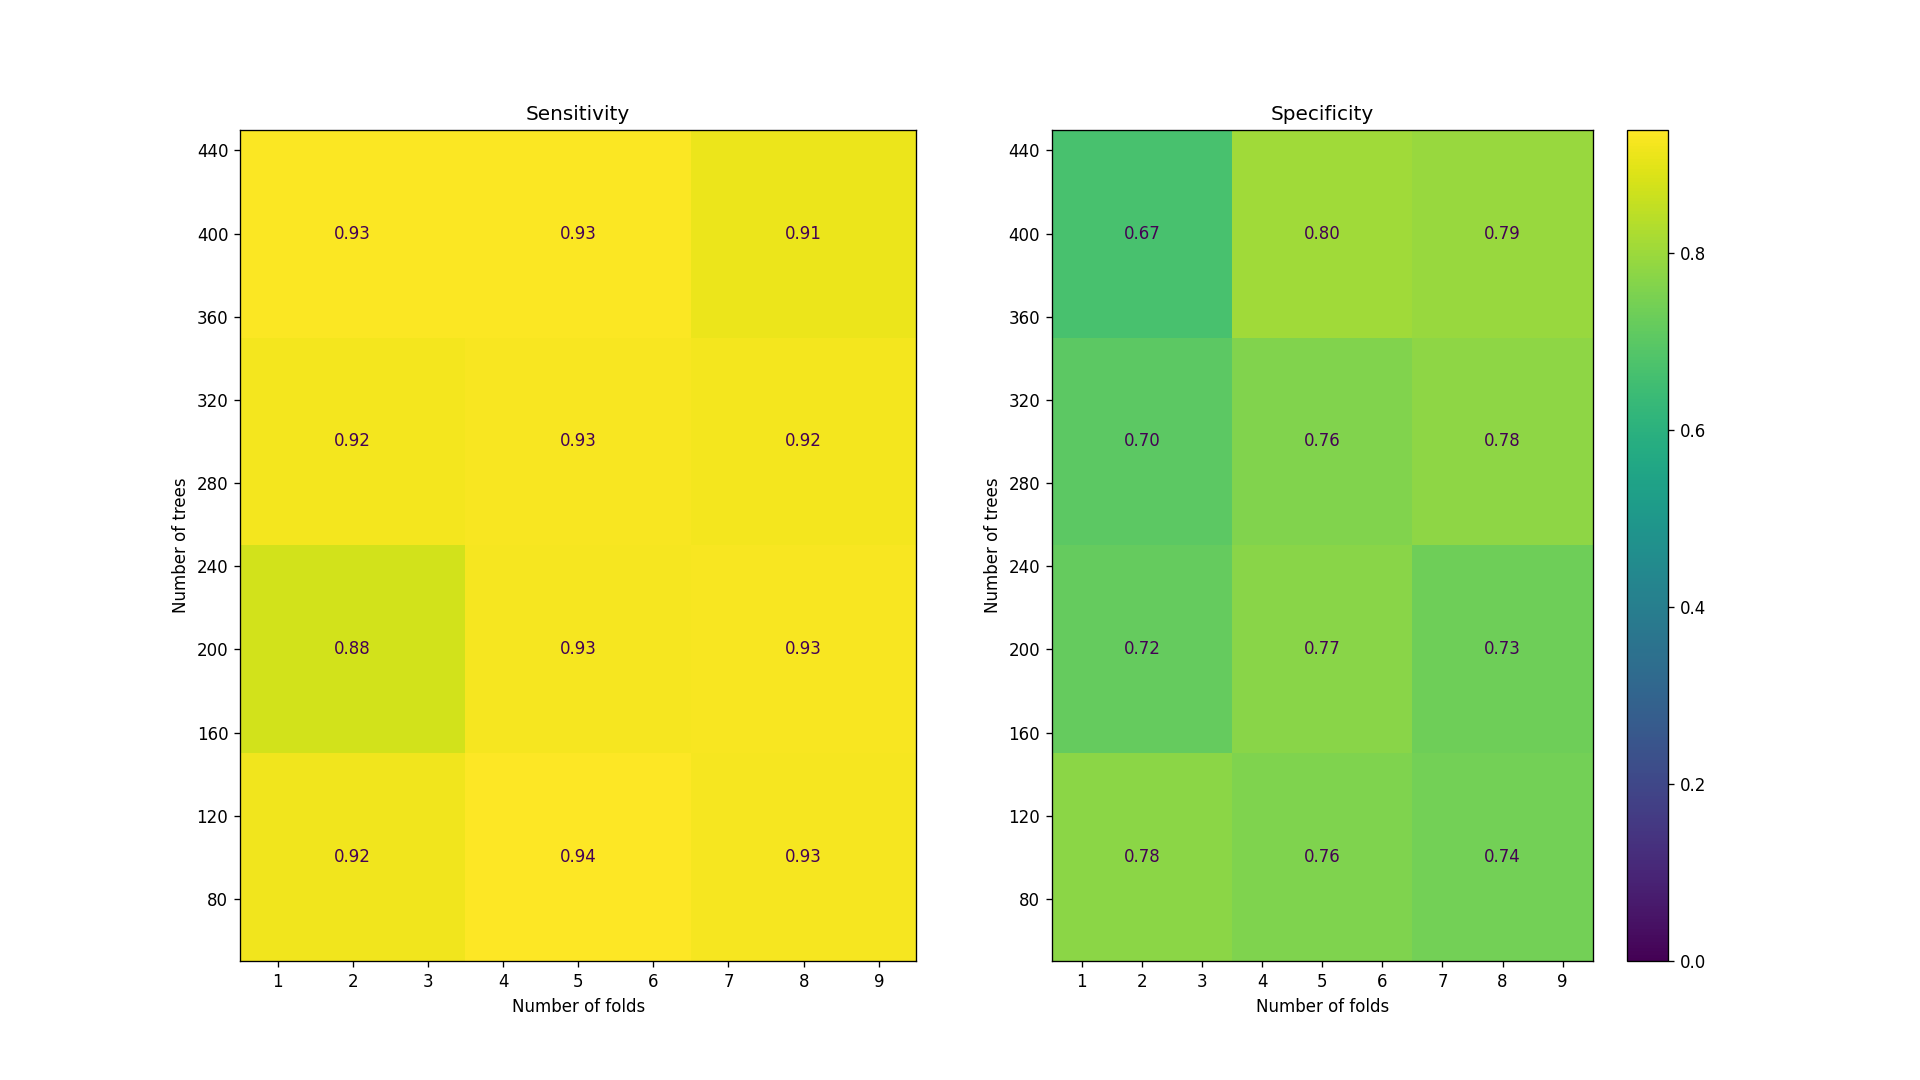 Sensitivity
Number of trees
440
400
360
320
280
240
200
160
120
80
0.93 0.93 0.91
0.92 0.93 0.92
0.88 0.93 0.93
0.92 0.94 0.93
1 2 3 4 5 6 7 8 9
Number of folds
Specificity
Number of trees
440
400
360
320
280
240
200
160
120
80
0.67 0.80 0.79
0.70 0.76 0.78
0.72 0.77 0.73
0.78 0.76 0.74
1 2 3 4 5 6 7 8 9
Number of folds
0.8
0.6
0.4
0.2
0.0